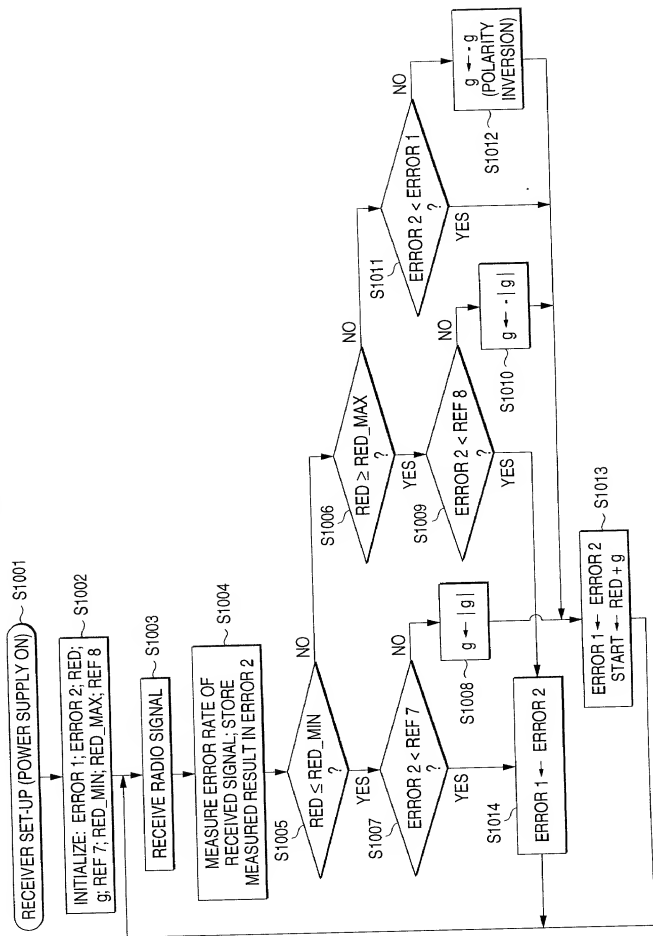 RECEIVER SET-UP (POWER SUPPLY ON)
S1001
INITIALIZE: ERROR 1; ERROR 2; RED;
g; REF 7; RED_MIN; RED_MAX; REF 8
S1002
RECEIVE RADIO SIGNAL
S1003
MEASURE ERROR RATE OF
RECEIVED SIGNAL; STORE
MEASURED RESULT IN ERROR 2
S1004
RED ≤ RED_MIN
?
S1005
NO
YES
RED ≥ RED_MAX
?
S1006
NO
YES
ERROR 2 < ERROR 1
?
S1011
NO
YES
g ← - g
(POLARITY
INVERSION)
S1012
ERROR 2 < REF 7
?
S1007
NO
YES
g ← | g |
S1008
ERROR 2 < REF 8
?
S1009
NO
YES
g ← - | g |
S1010
ERROR 1 ← ERROR 2
S1014
ERROR 1 ← ERROR 2
START ← RED + g
S1013